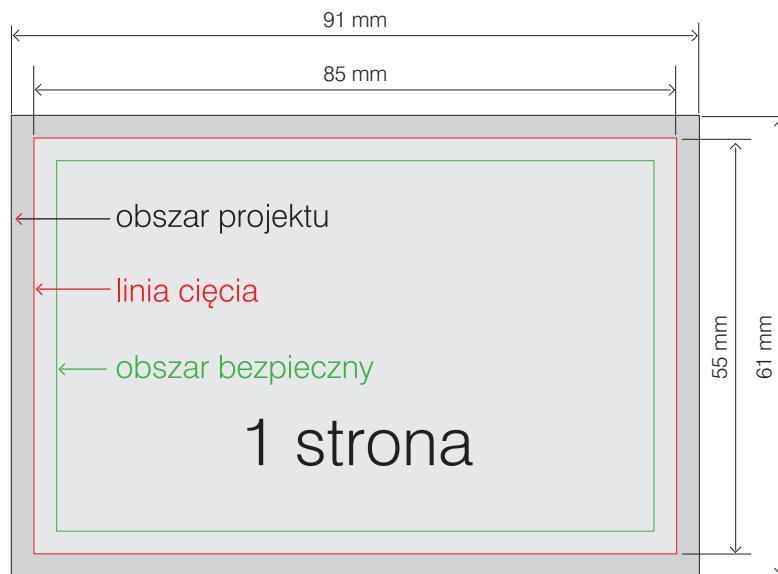 91 mm
85 mm
obszar projektu
linia cięcia
obszar bezpieczny
1 strona
55 mm
61 mm